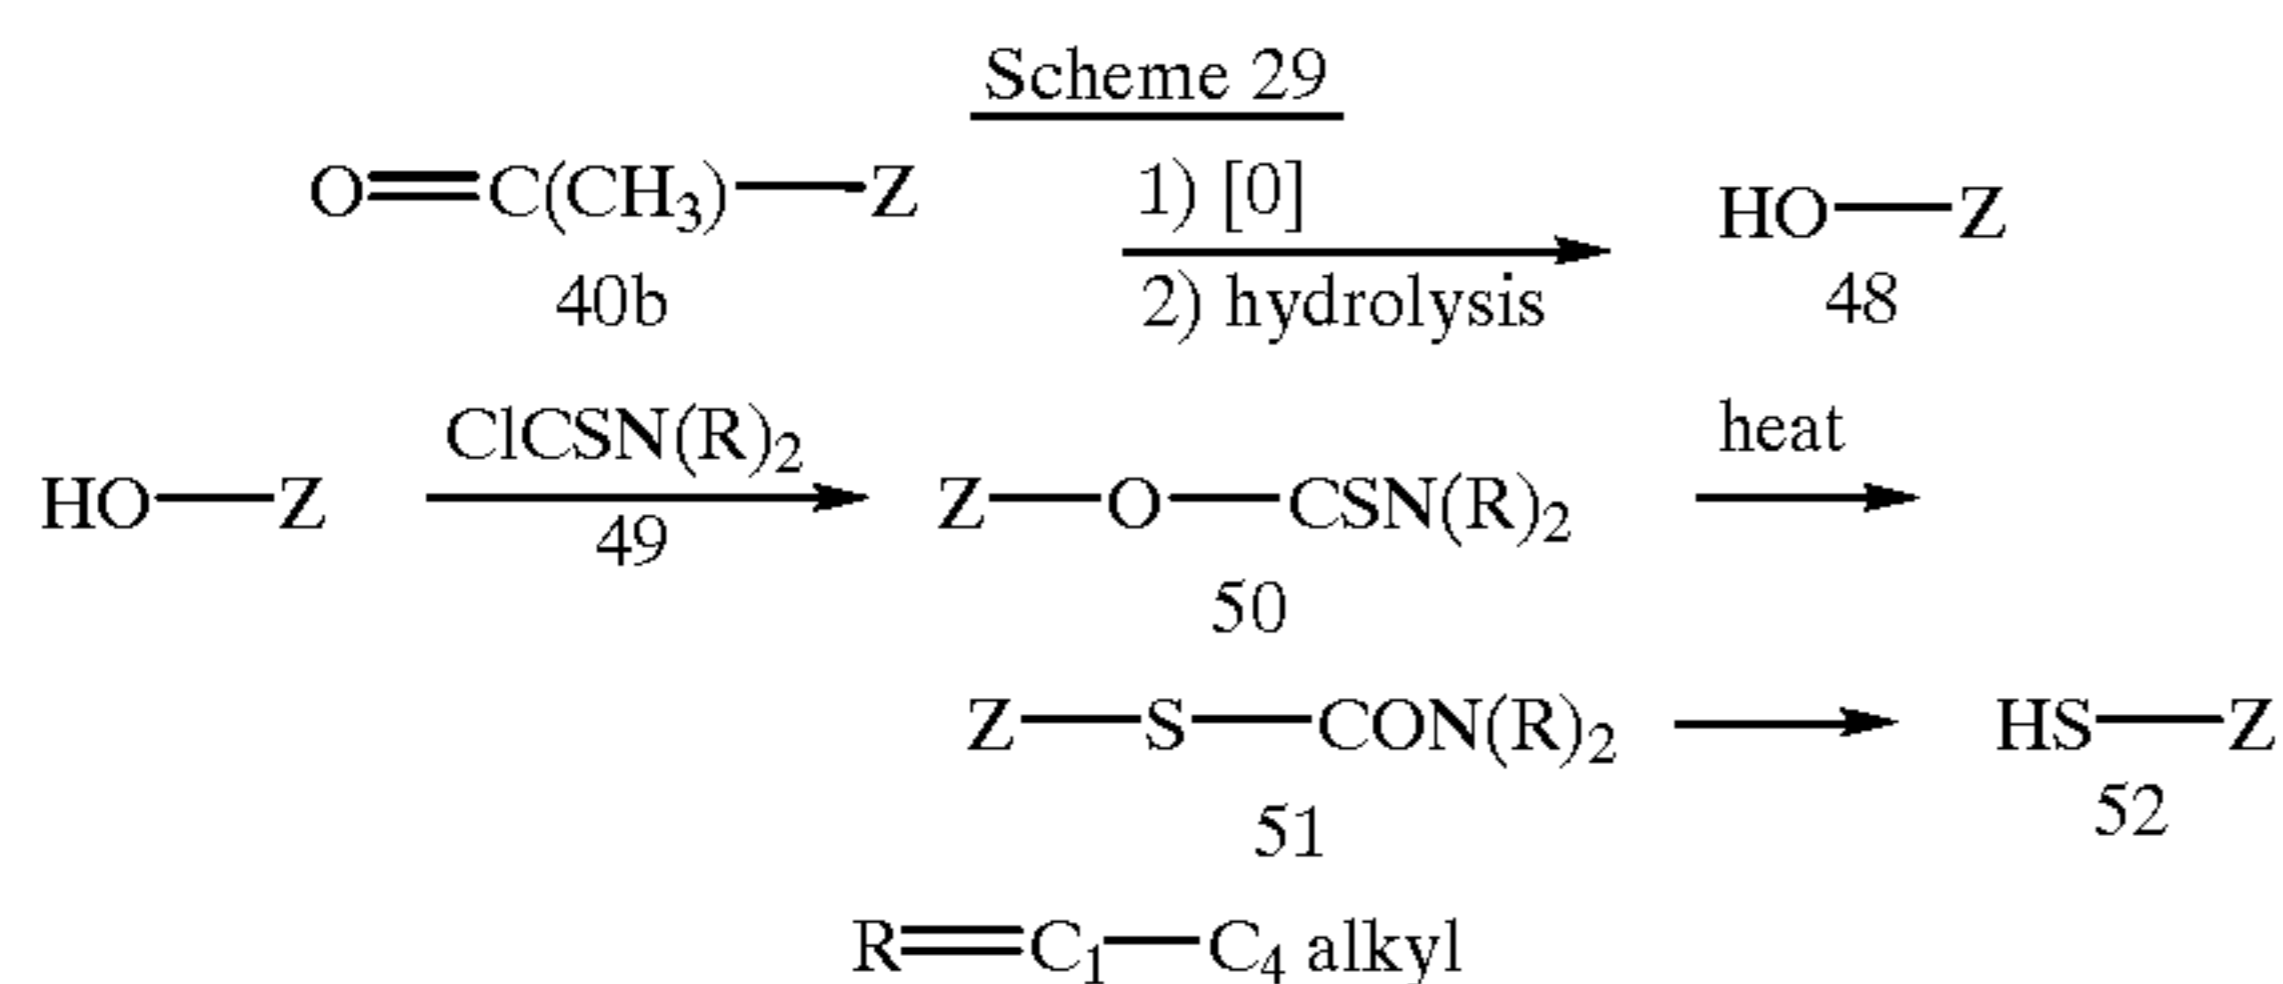 Scheme 29
O=C(CH₃)—Z 1) [0] HO—Z
40b 2) hydrolysis 48
HO—Z ClCSN(R)₂ Z—O—CSN(R)₂ heat
49 50
Z—S—CON(R)₂ HS—Z
51 52
R=C₁—C₄ alkyl